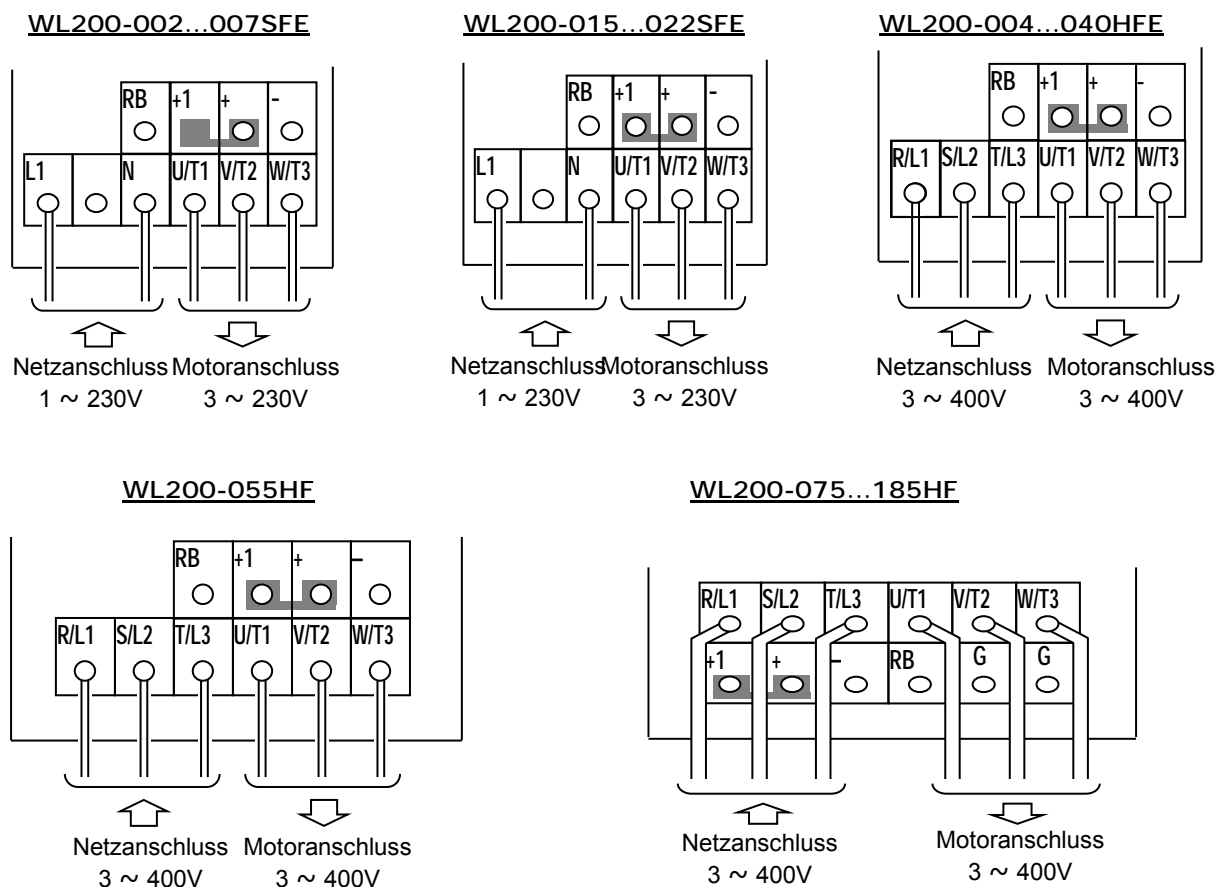 WL200-002...007SFE
RB +1 + -
L1 N U/T1 V/T2 W/T3
Netzanschluss Motoranschluss
1 ~ 230V 3 ~ 230V
WL200-015...022SFE
RB +1 + -
L1 N U/T1 V/T2 W/T3
Netzanschluss Motoranschluss
1 ~ 230V 3 ~ 230V
WL200-004...040HFE
RB +1 + -
R/L1 S/L2 T/L3 U/T1 V/T2 W/T3
Netzanschluss Motoranschluss
3 ~ 400V 3 ~ 400V
WL200-055HF
RB +1 + -
R/L1 S/L2 T/L3 U/T1 V/T2 W/T3
Netzanschluss Motoranschluss
3 ~ 400V 3 ~ 400V
WL200-075...185HF
R/L1 S/L2 T/L3 U/T1 V/T2 W/T3
+1 + - RB G G
Netzanschluss Motoranschluss
3 ~ 400V 3 ~ 400V